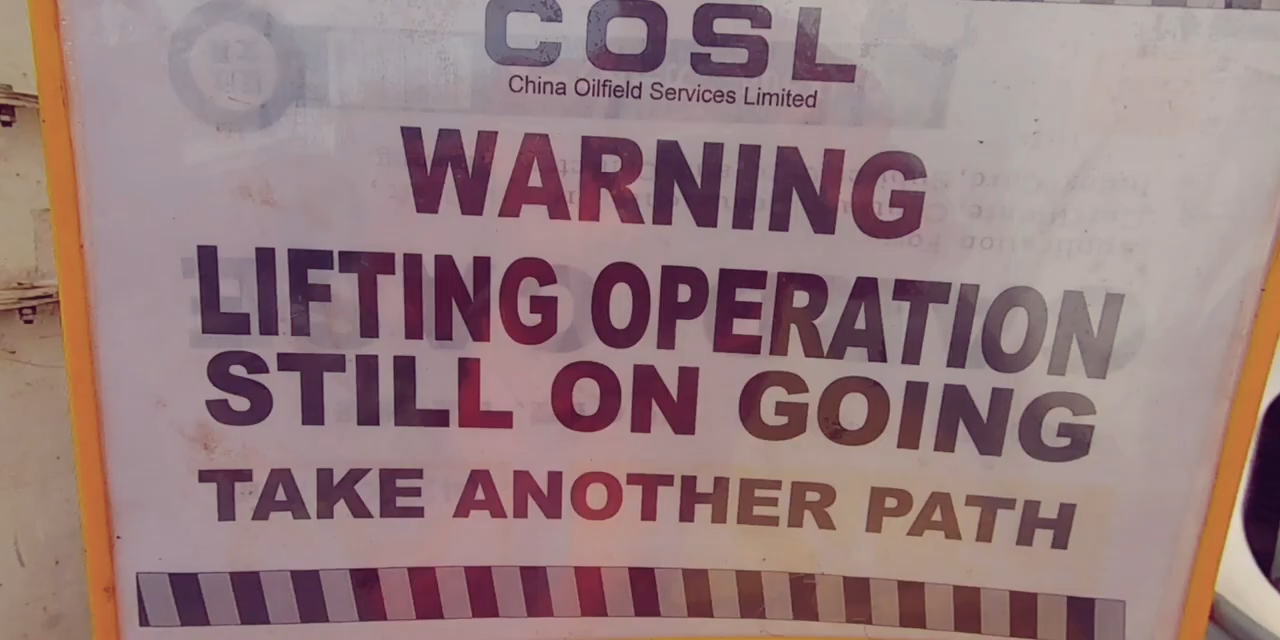 COSL
China Oilfield Services Limited
WARNING
LIFTING OPERATION
STILL ON GOING
TAKE ANOTHER PATH